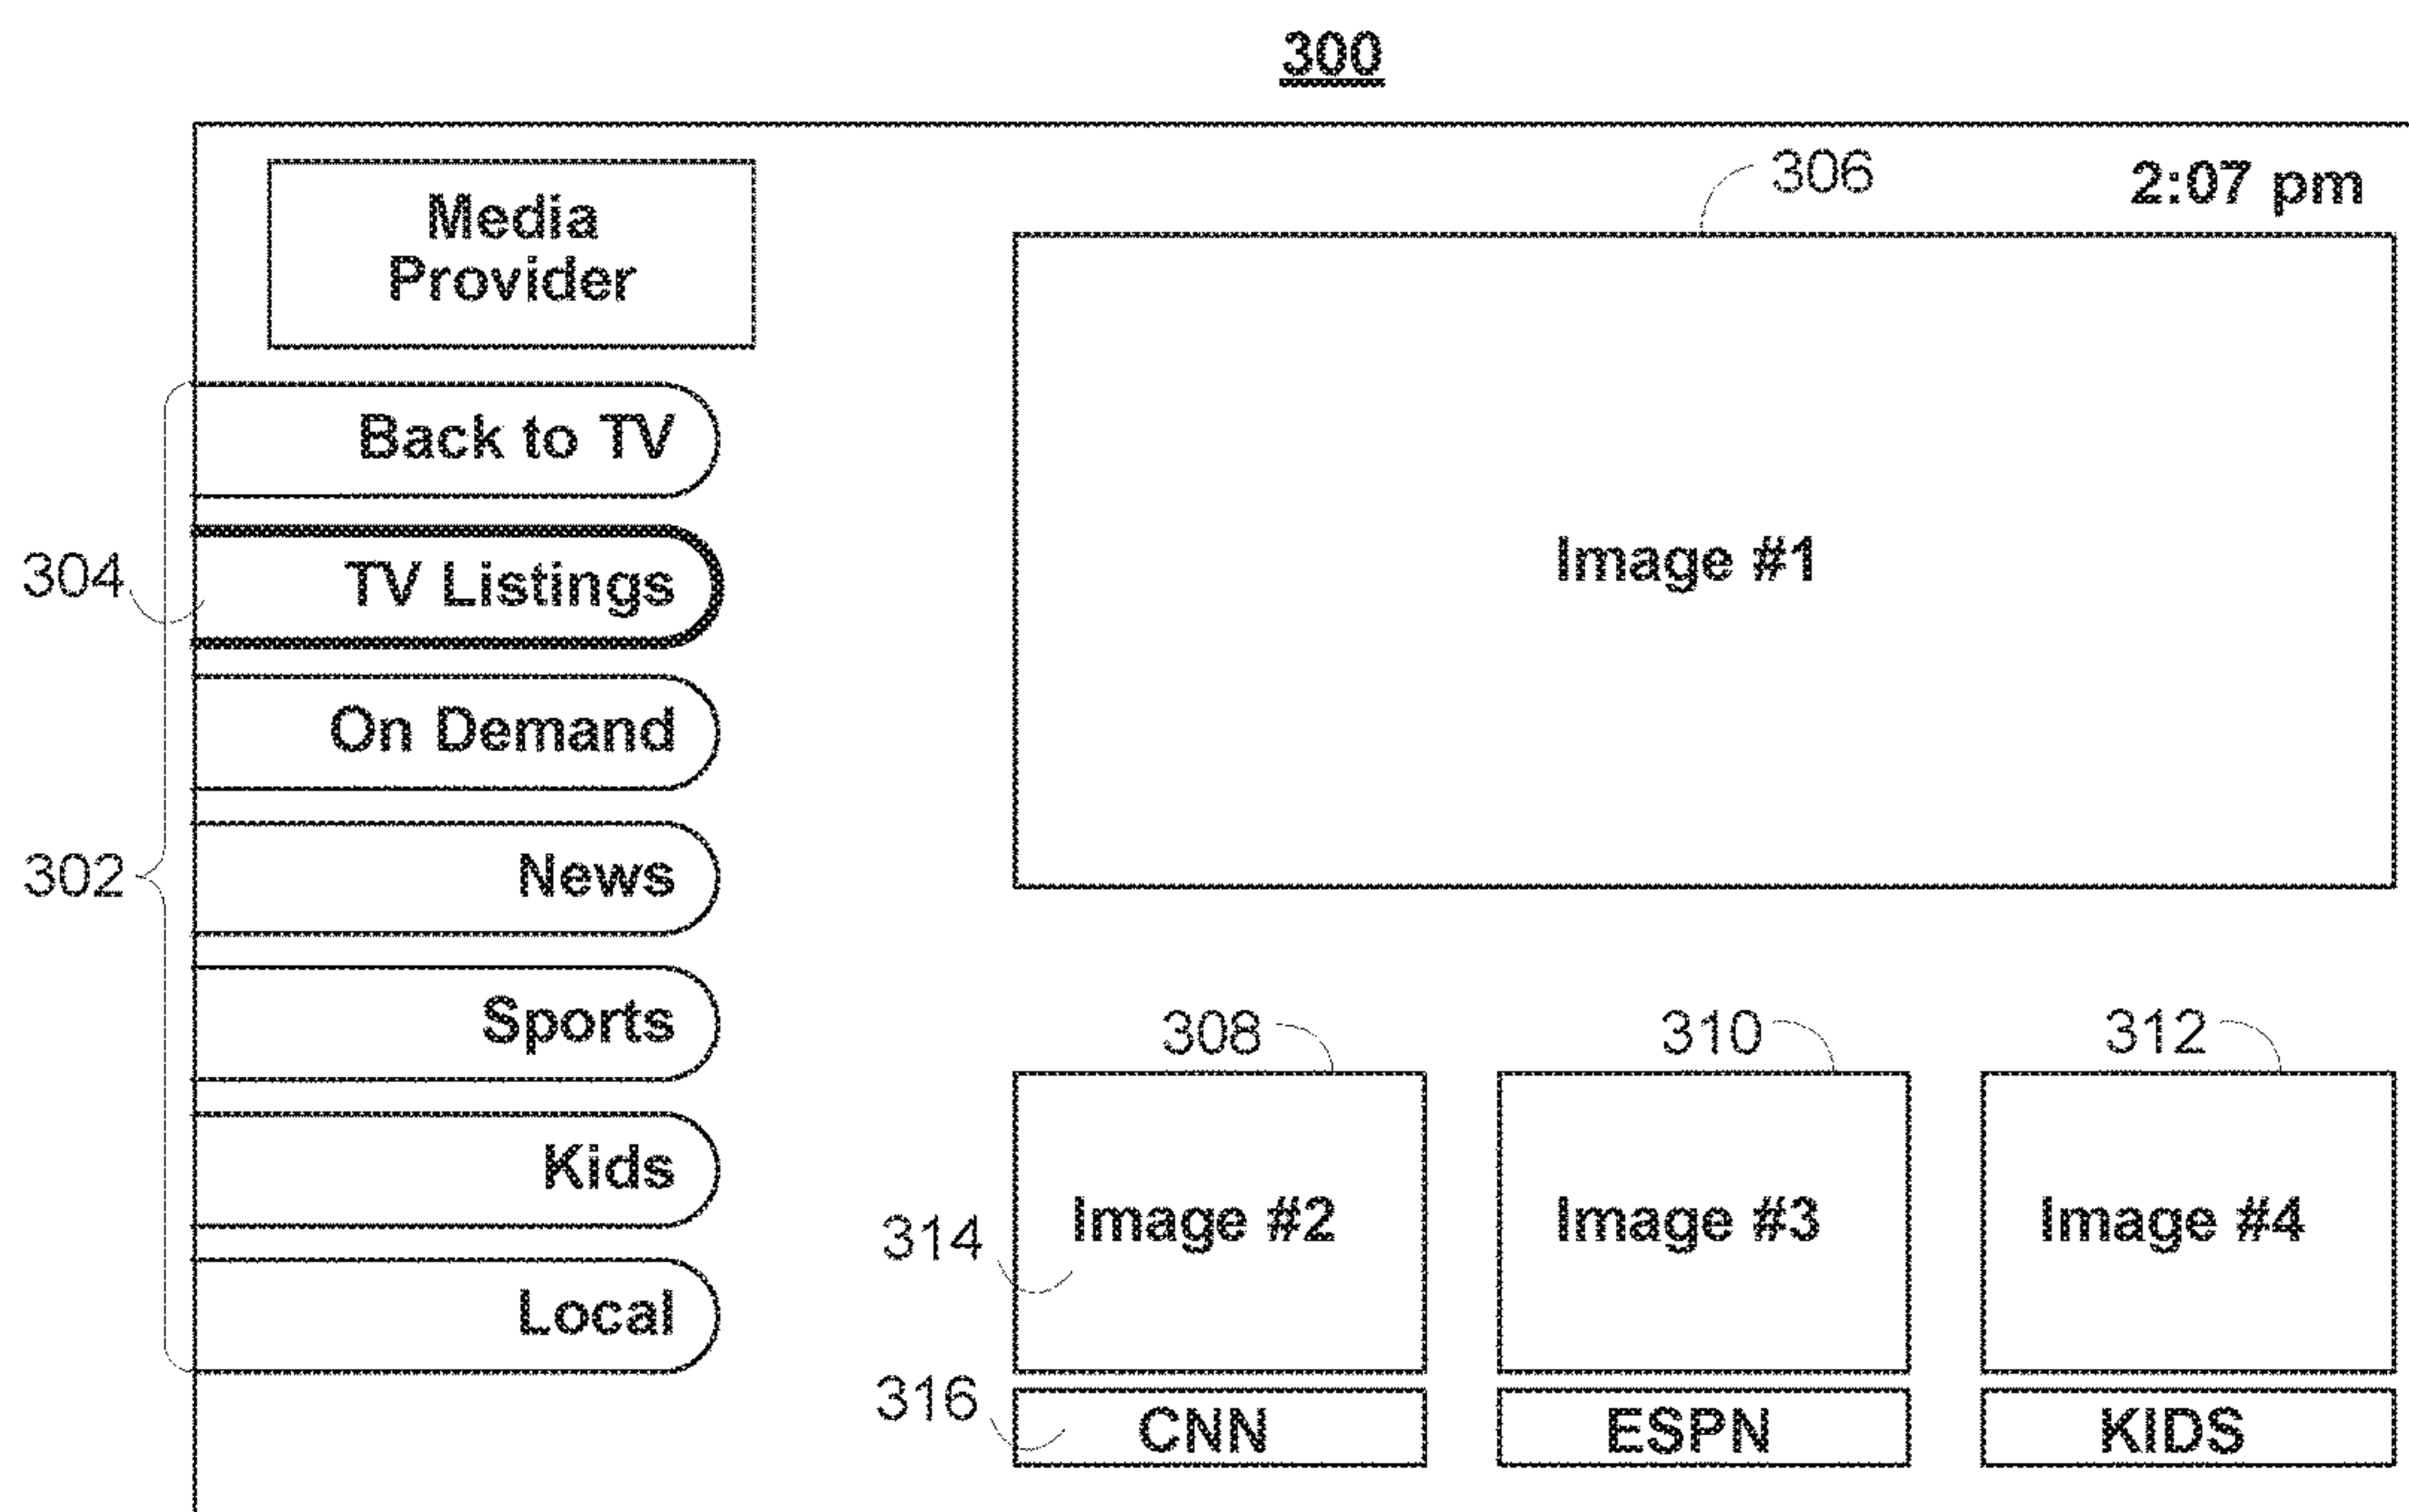 300
306
2:07 pm
Media
Provider
Back to TV
304
TV Listings
On Demand
302
News
Sports
Kids
Local
Image #1
308
310
312
Image #2
Image #3
Image #4
314
316
CNN
ESPN
KIDS